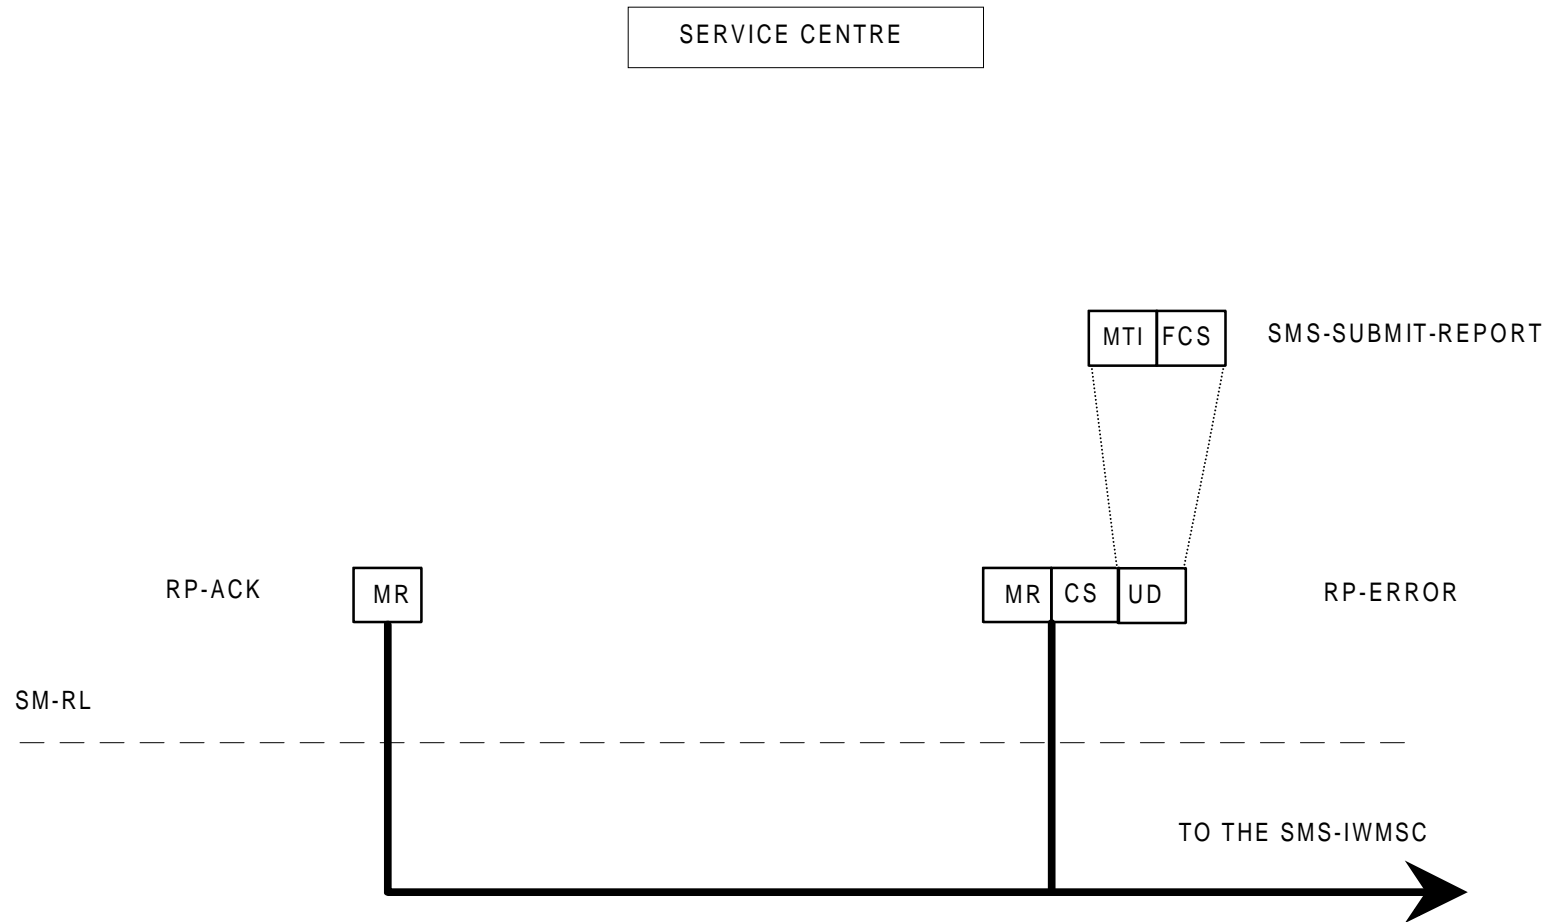 SERVICE CENTRE
MTI FCS SMS-SUBMIT-REPORT
RP-ACK MR MR CS UD RP-ERROR
SM-RL
TO THE SMS-IWMSC